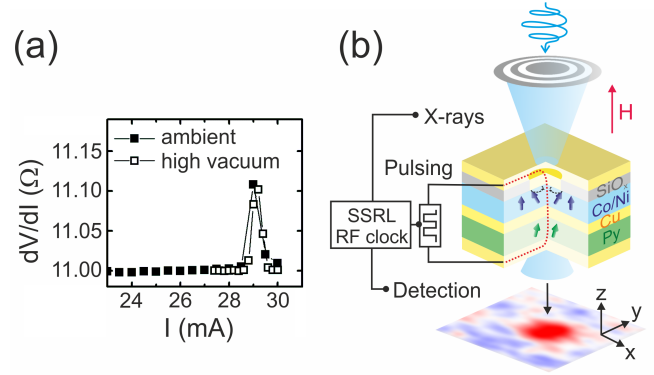 (a)
ambient
high vacuum
11.15
11.10
11.05
11.00
dV/dI (Ω)
24
26
28
30
I (mA)
(b)
H
X-rays
Pulsing
SSRL
RF clock
Detection
SiOₓ
Co/Ni
Cu
Py
z
y
x